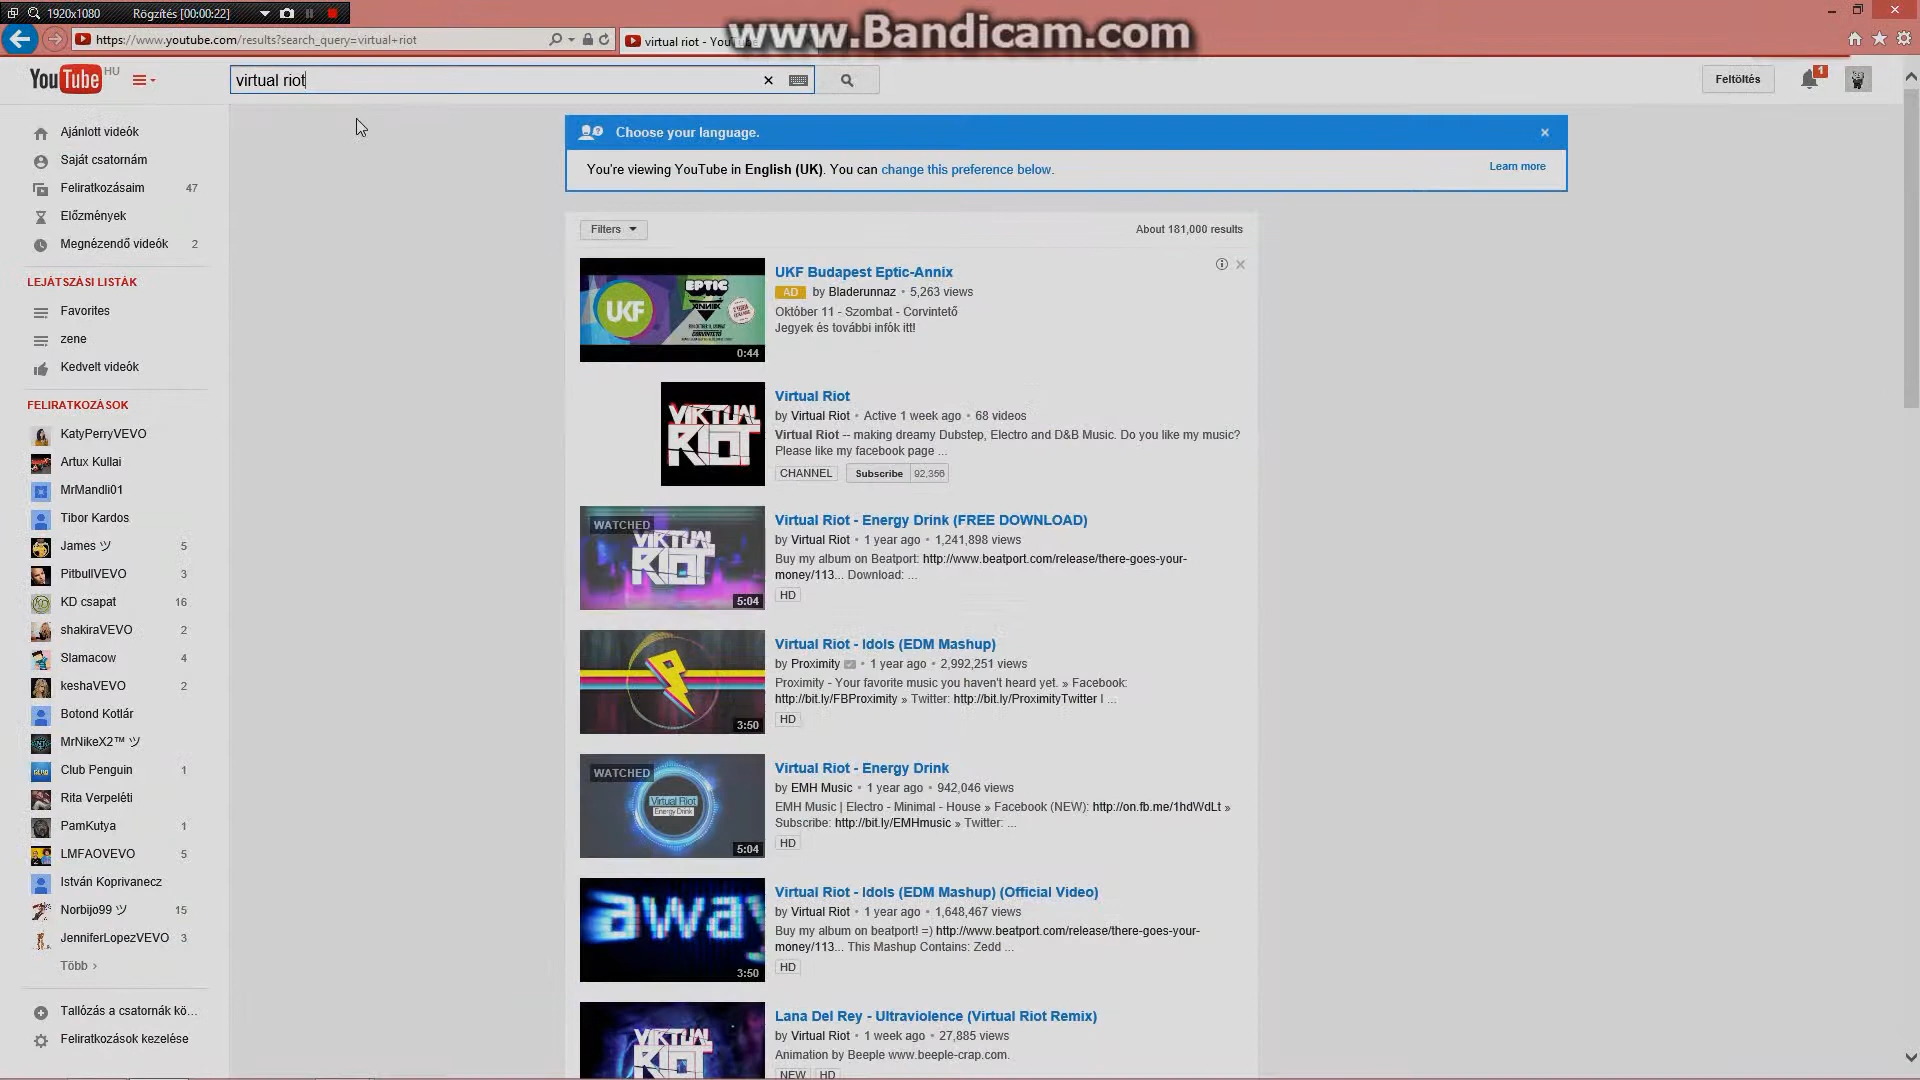 1920x1080 Rögzítés [00:00:22]
www.Bandicam.com
https://www.youtube.com/results?search_query=virtual+riot
virtual riot - YouTube
YouTube HU
virtual riot
Feltöltés
1
Ajánlott videók
Saját csatornám
Feliratkozásaim 47
Előzmények
Megnézendő videók 2
LEJÁTSZÁSI LISTÁK
Favorites
zene
Kedvelt videók
FELIRATKOZÁSOK
KatyPerryVEVO
Artux Kullai
MrMandli01
Tibor Kardos
James ツ 5
PitbullVEVO 3
KD csapat 16
shakiraVEVO 2
Slamacow 4
keshaVEVO 2
Botond Kotlár
MrNikeX2™ ツ
Club Penguin 1
Rita Verpeléti
PamKutya 1
LMFAOVEVO 5
István Koprivanecz
Norbijo99 ツ 15
JenniferLopezVEVO 3
Több ›
Tallózás a csatornák kö...
Feliratkozások kezelése
Choose your language.
You're viewing YouTube in English (UK). You can change this preference below.
Learn more
Filters
About 181,000 results
UKF
EPTIC
ANNIX
CORVINTETŐ
0:44
UKF Budapest Eptic-Annix
AD by Bladerunnaz • 5,263 views
Október 11 - Szombat - Corvintető
Jegyek és további infók itt!
VIRTUAL
RIOT
Virtual Riot
by Virtual Riot • Active 1 week ago • 68 videos
Virtual Riot -- making dreamy Dubstep, Electro and D&B Music. Do you like my music?
Please like my facebook page ...
CHANNEL Subscribe 92,356
WATCHED
VIRTUAL
RIOT
5:04
Virtual Riot - Energy Drink (FREE DOWNLOAD)
by Virtual Riot • 1 year ago • 1,241,898 views
Buy my album on Beatport: http://www.beatport.com/release/there-goes-your-
money/113... Download: ...
HD
3:50
Virtual Riot - Idols (EDM Mashup)
by Proximity • 1 year ago • 2,992,251 views
Proximity - Your favorite music you haven't heard yet. » Facebook:
http://bit.ly/FBProximity » Twitter: http://bit.ly/ProximityTwitter I ...
HD
WATCHED
Virtual Riot
Energy Drink
5:04
Virtual Riot - Energy Drink
by EMH Music • 1 year ago • 942,046 views
EMH Music | Electro - Minimal - House » Facebook (NEW): http://on.fb.me/1hdWdLt »
Subscribe: http://bit.ly/EMHmusic » Twitter: ...
HD
away
3:50
Virtual Riot - Idols (EDM Mashup) (Official Video)
by Virtual Riot • 1 year ago • 1,648,467 views
Buy my album on beatport! =) http://www.beatport.com/release/there-goes-your-
money/113... This Mashup Contains: Zedd ...
HD
VIRTUAL
RIOT
Lana Del Rey - Ultraviolence (Virtual Riot Remix)
by Virtual Riot • 1 week ago • 27,885 views
Animation by Beeple www.beeple-crap.com.
NEW HD